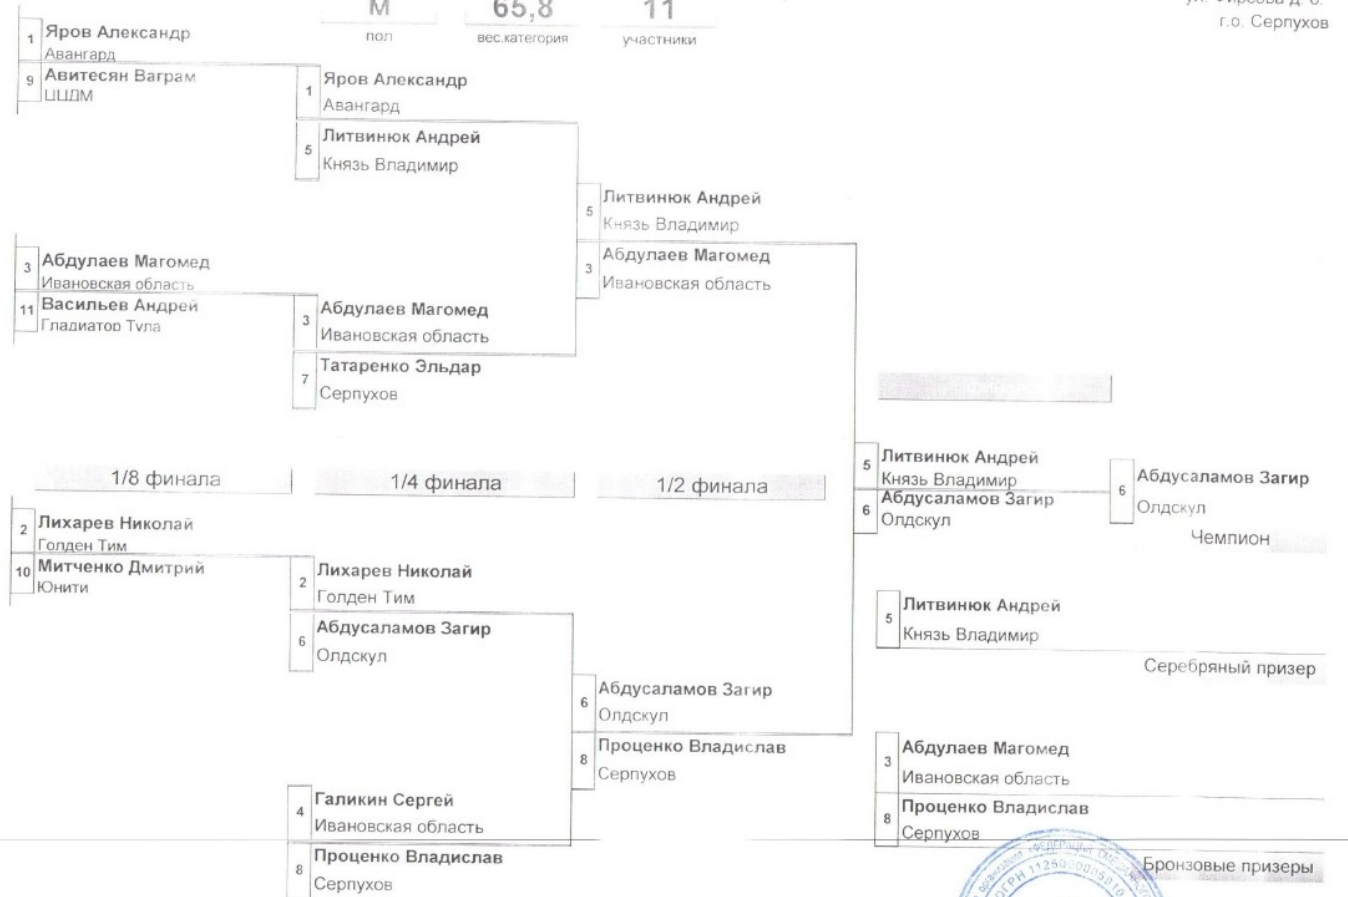 М
65,8
11
пол
вес.категория
участники
г.о. Серпухов
1
Яров Александр
Авангард
9
Авитесян Ваграм
ЦЦДМ
1
Яров Александр
Авангард
5
Литвинюк Андрей
Князь Владимир
5
Литвинюк Андрей
Князь Владимир
3
Абдулаев Магомед
Ивановская область
3
Абдулаев Магомед
Ивановская область
11
Васильев Андрей
Гладиатор Тула
3
Абдулаев Магомед
Ивановская область
7
Татаренко Эльдар
Серпухов
1/8 финала
1/4 финала
1/2 финала
5
Литвинюк Андрей
Князь Владимир
6
Абдусаламов Загир
Олдскул
6
Абдусаламов Загир
Олдскул
Чемпион
2
Лихарев Николай
Голден Тим
10
Митченко Дмитрий
Юнити
2
Лихарев Николай
Голден Тим
6
Абдусаламов Загир
Олдскул
5
Литвинюк Андрей
Князь Владимир
Серебряный призер
6
Абдусаламов Загир
Олдскул
8
Проценко Владислав
Серпухов
3
Абдулаев Магомед
Ивановская область
8
Проценко Владислав
Серпухов
Бронзовые призеры
4
Галикин Сергей
Ивановская область
8
Проценко Владислав
Серпухов